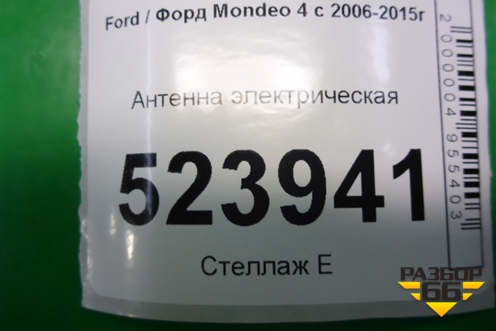 Ford / Форд Mondeo 4 с 2006-2015г
Антенна электрическая
523941
Стеллаж Е
2000004955403
РАЗБОР
66